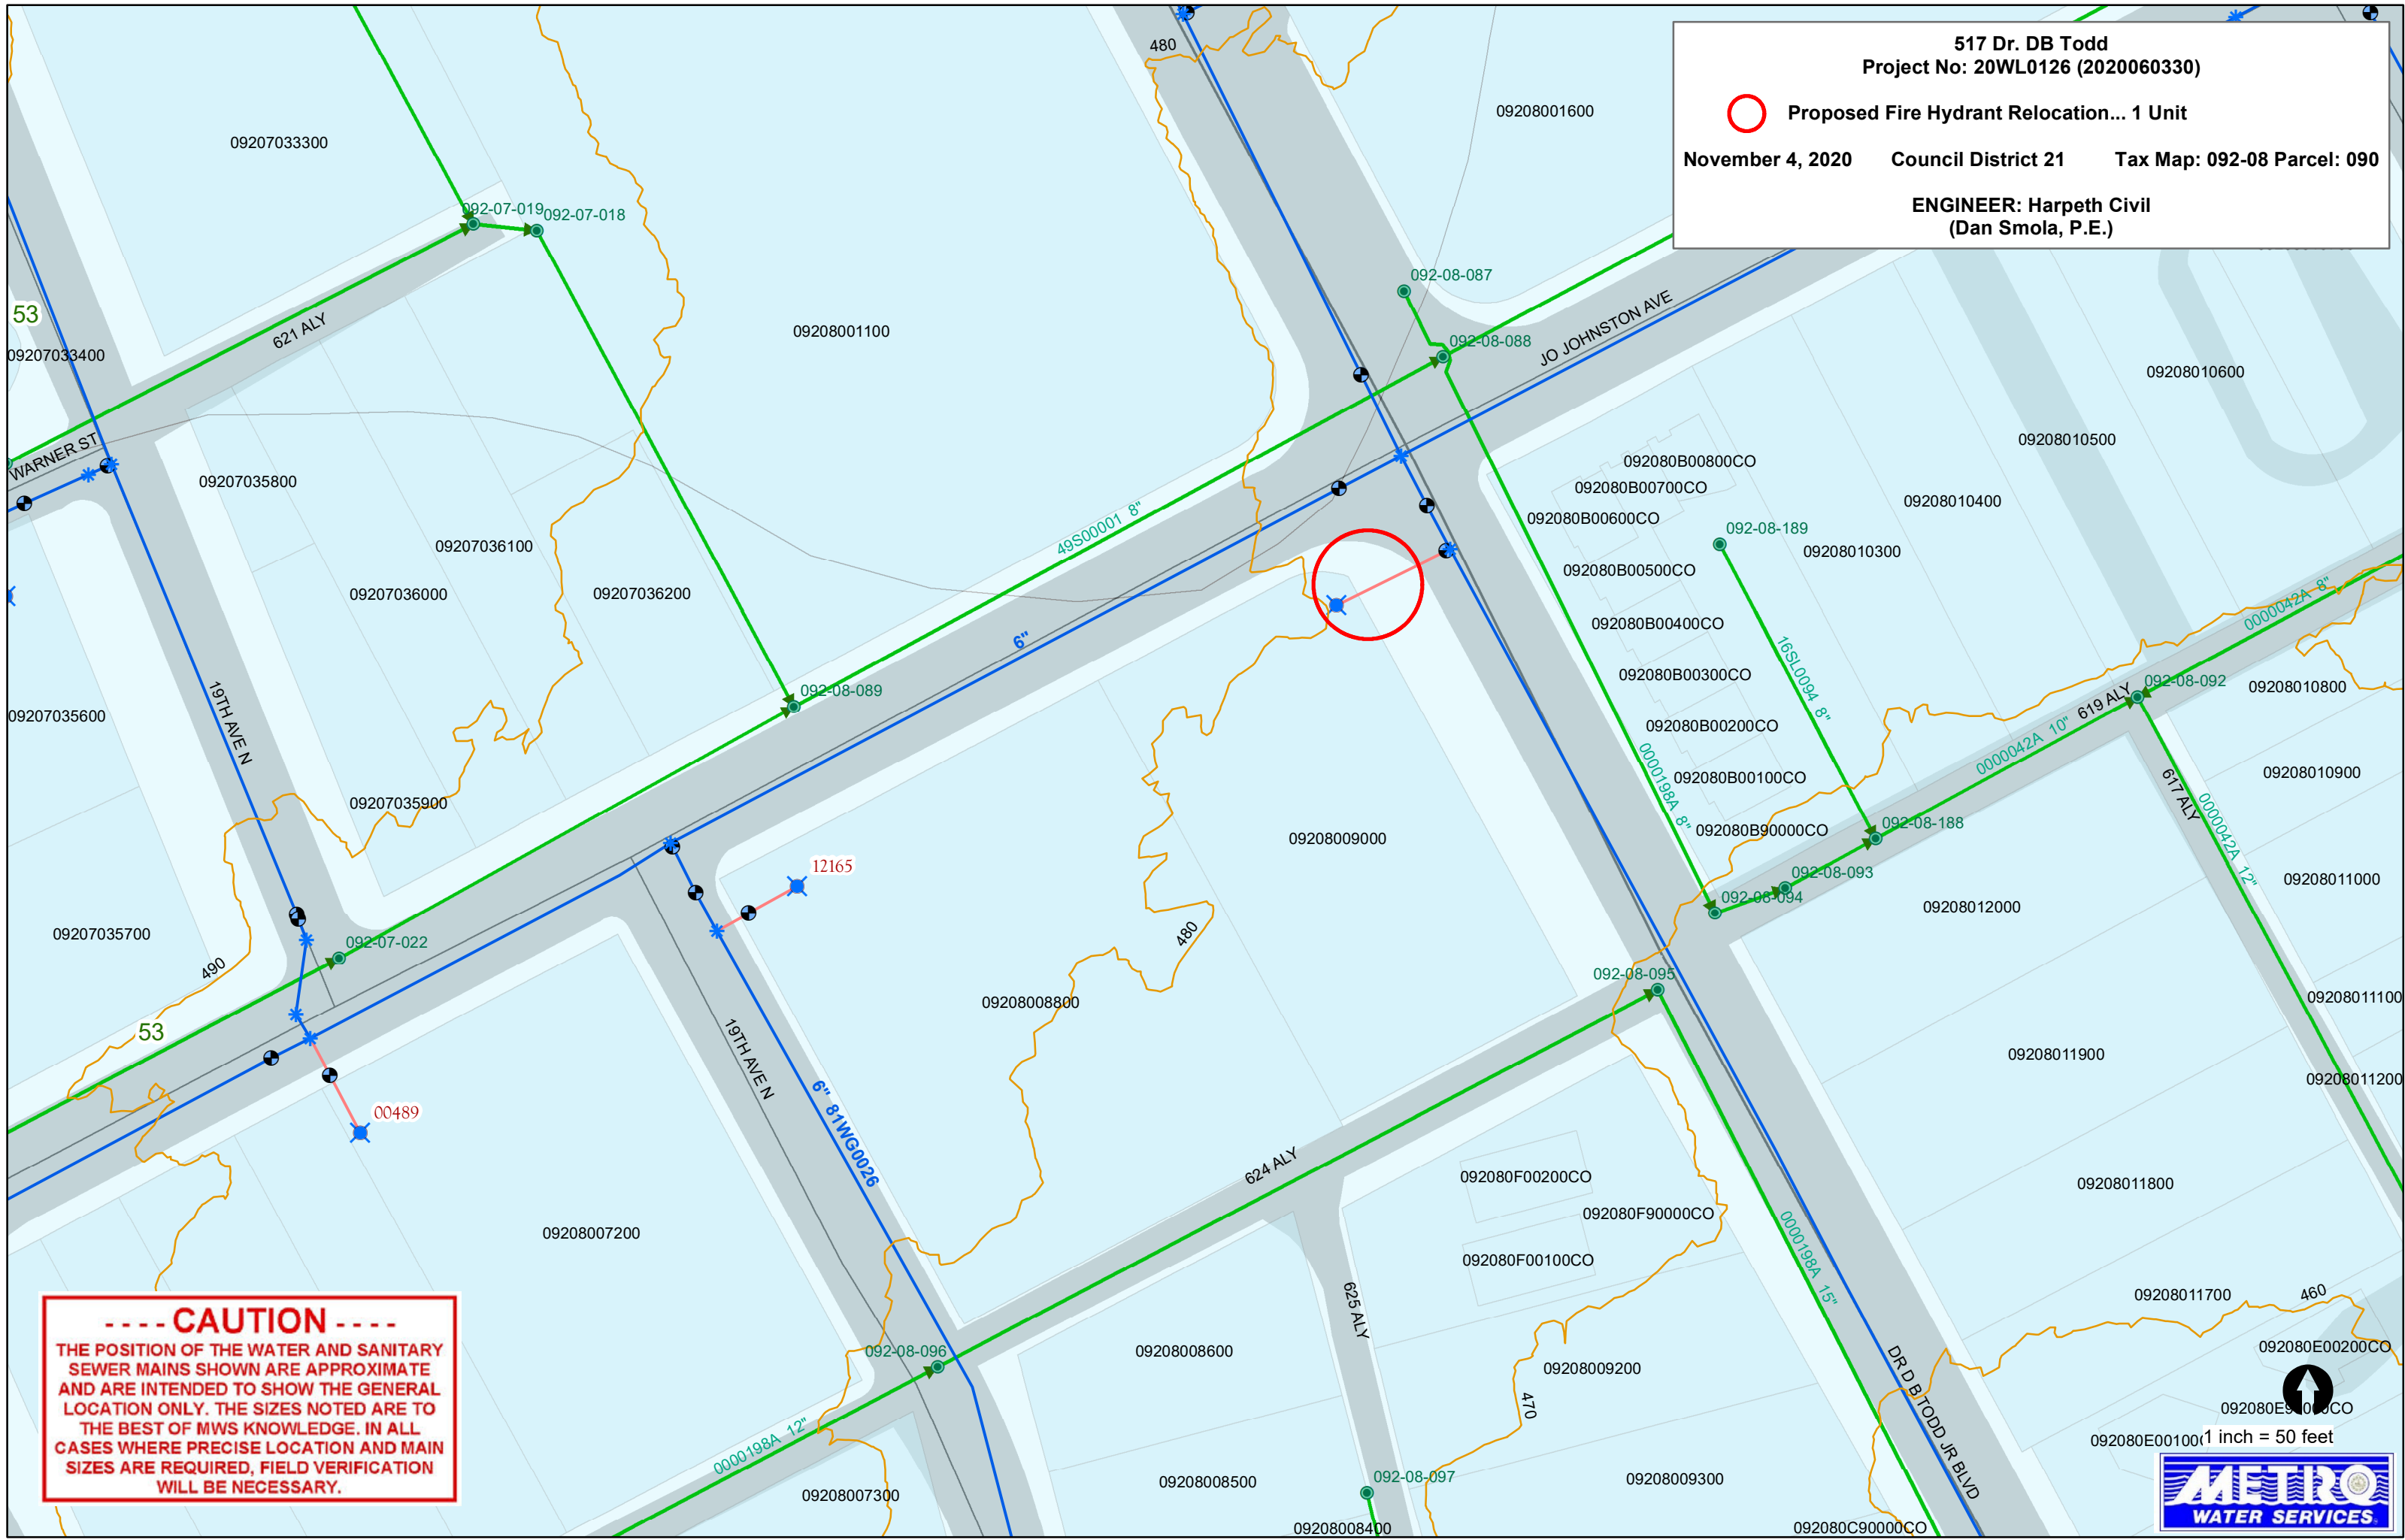 517 Dr. DB Todd
Project No: 20WL0126 (2020060330)
Proposed Fire Hydrant Relocation... 1 Unit
November 4, 2020 Council District 21 Tax Map: 092-08 Parcel: 090
ENGINEER: Harpeth Civil
(Dan Smola, P.E.)
480
09208001600
09207033300
092-07-019
092-07-018
092-08-087
53
621 ALY
09208001100
JO JOHNSTON AVE
092-08-088
09207033400
09208010600
WARNER ST
09207035800
092080B00800CO
09208010500
092080B00700CO
09208010400
49S00001 8"
092080B00600CO
092-08-189
09207036100
09208010300
092080B00500CO
09207036000
09207036200
000042A 8"
092080B00400CO
6"
16SL0094 8"
092080B00300CO
092-08-089
092-08-092
09208010800
619 ALY
09207035600
19TH AVE N
092080B00200CO
0000042A 10"
092080B00100CO
0000198A 8"
09208010900
617 ALY
09207035900
092080B90000CO
092-08-188
0000042A 12"
09208009000
12165
092-08-093
09208011000
092-08-094
09208012000
09207035700
480
092-07-022
490
092-08-095
09208008800
09208011100
53
19TH AVE N
09208011900
09208011200
00489
6" 81WG0026
624 ALY
092080F00200CO
09208011800
092080F90000CO
09208007200
092080F00100CO
0000198A 15"
625 ALY
09208011700
460
- - - - CAUTION - - - -
THE POSITION OF THE WATER AND SANITARY
SEWER MAINS SHOWN ARE APPROXIMATE
AND ARE INTENDED TO SHOW THE GENERAL
LOCATION ONLY. THE SIZES NOTED ARE TO
THE BEST OF MWS KNOWLEDGE. IN ALL
CASES WHERE PRECISE LOCATION AND MAIN
SIZES ARE REQUIRED, FIELD VERIFICATION
WILL BE NECESSARY.
092-08-096
09208008600
09208009200
470
DR D B TODD JR BLVD
092080E00200CO
1 inch = 50 feet
0000198A 12"
092-08-097
09208008500
09208009300
09208007300
09208008400
092080C90000CO
METRO
WATER SERVICES